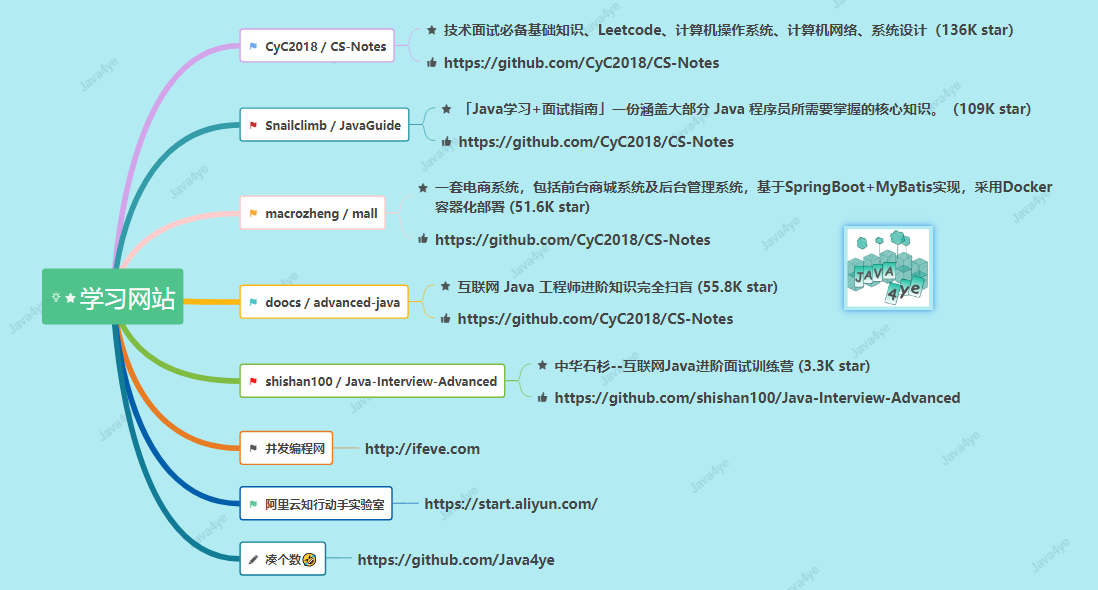 CyC2018 / CS-Notes
技术面试必备基础知识、Leetcode、计算机操作系统、计算机网络、系统设计（136K star）
https://github.com/CyC2018/CS-Notes
Snailclimb / JavaGuide
「Java学习+面试指南」一份涵盖大部分 Java 程序员所需要掌握的核心知识。（109K star）
https://github.com/CyC2018/CS-Notes
macrozheng / mall
一套电商系统，包括前台商城系统及后台管理系统，基于SpringBoot+MyBatis实现，采用Docker
容器化部署 (51.6K star)
https://github.com/CyC2018/CS-Notes
学习网站
doocs / advanced-java
互联网 Java 工程师进阶知识完全扫盲 (55.8K star)
https://github.com/CyC2018/CS-Notes
shishan100 / Java-Interview-Advanced
中华石杉--互联网Java进阶面试训练营 (3.3K star)
https://github.com/shishan100/Java-Interview-Advanced
并发编程网
http://ifeve.com
阿里云知行动手实验室
https://start.aliyun.com/
凑个数🤣
https://github.com/Java4ye
JAVA
4ye
Java4ye
Java4ye
Java4ye
Java4ye
Java4ye
Java4ye
Java4ye
Java4ye
Java4ye
Java4ye
Java4ye
Java4ye